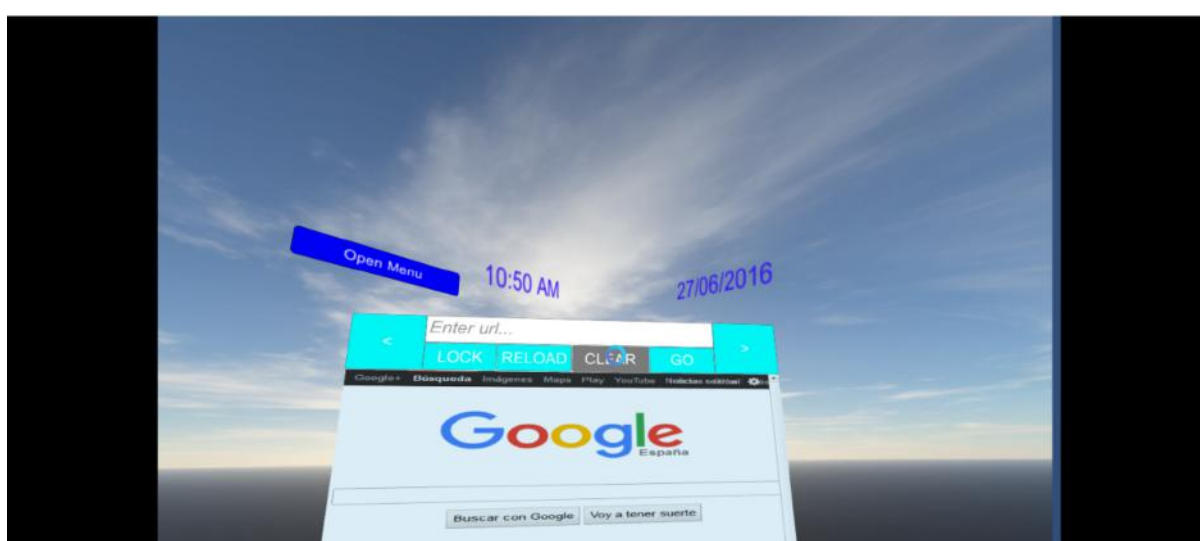 Open Menu
10:50 AM
27/06/2016
<
Enter url...
>
LOCK RELOAD CLEAR GO
Google+ Búsqueda Imágenes Maps Play YouTube Noticias
Google
España
Buscar con Google Voy a tener suerte